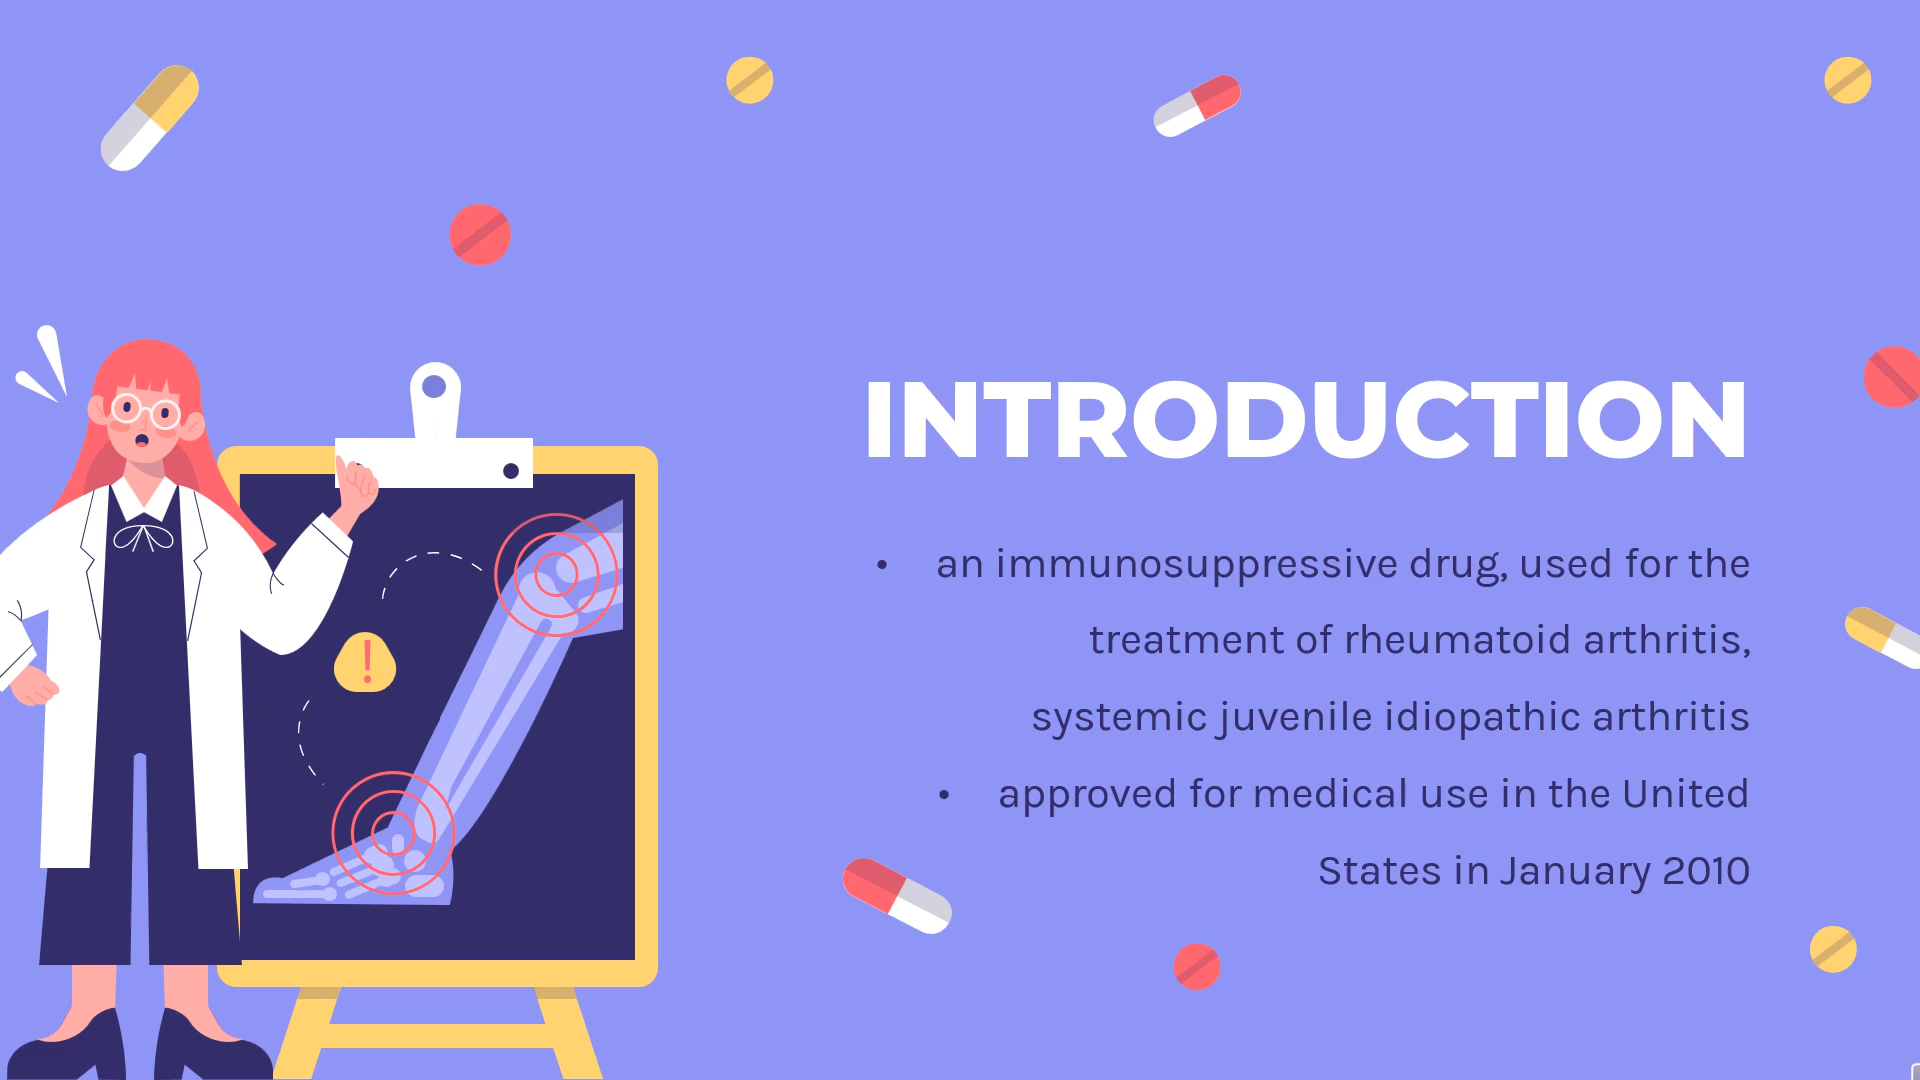 INTRODUCTION
• an immunosuppressive drug, used for the
treatment of rheumatoid arthritis,
systemic juvenile idiopathic arthritis
• approved for medical use in the United
States in January 2010